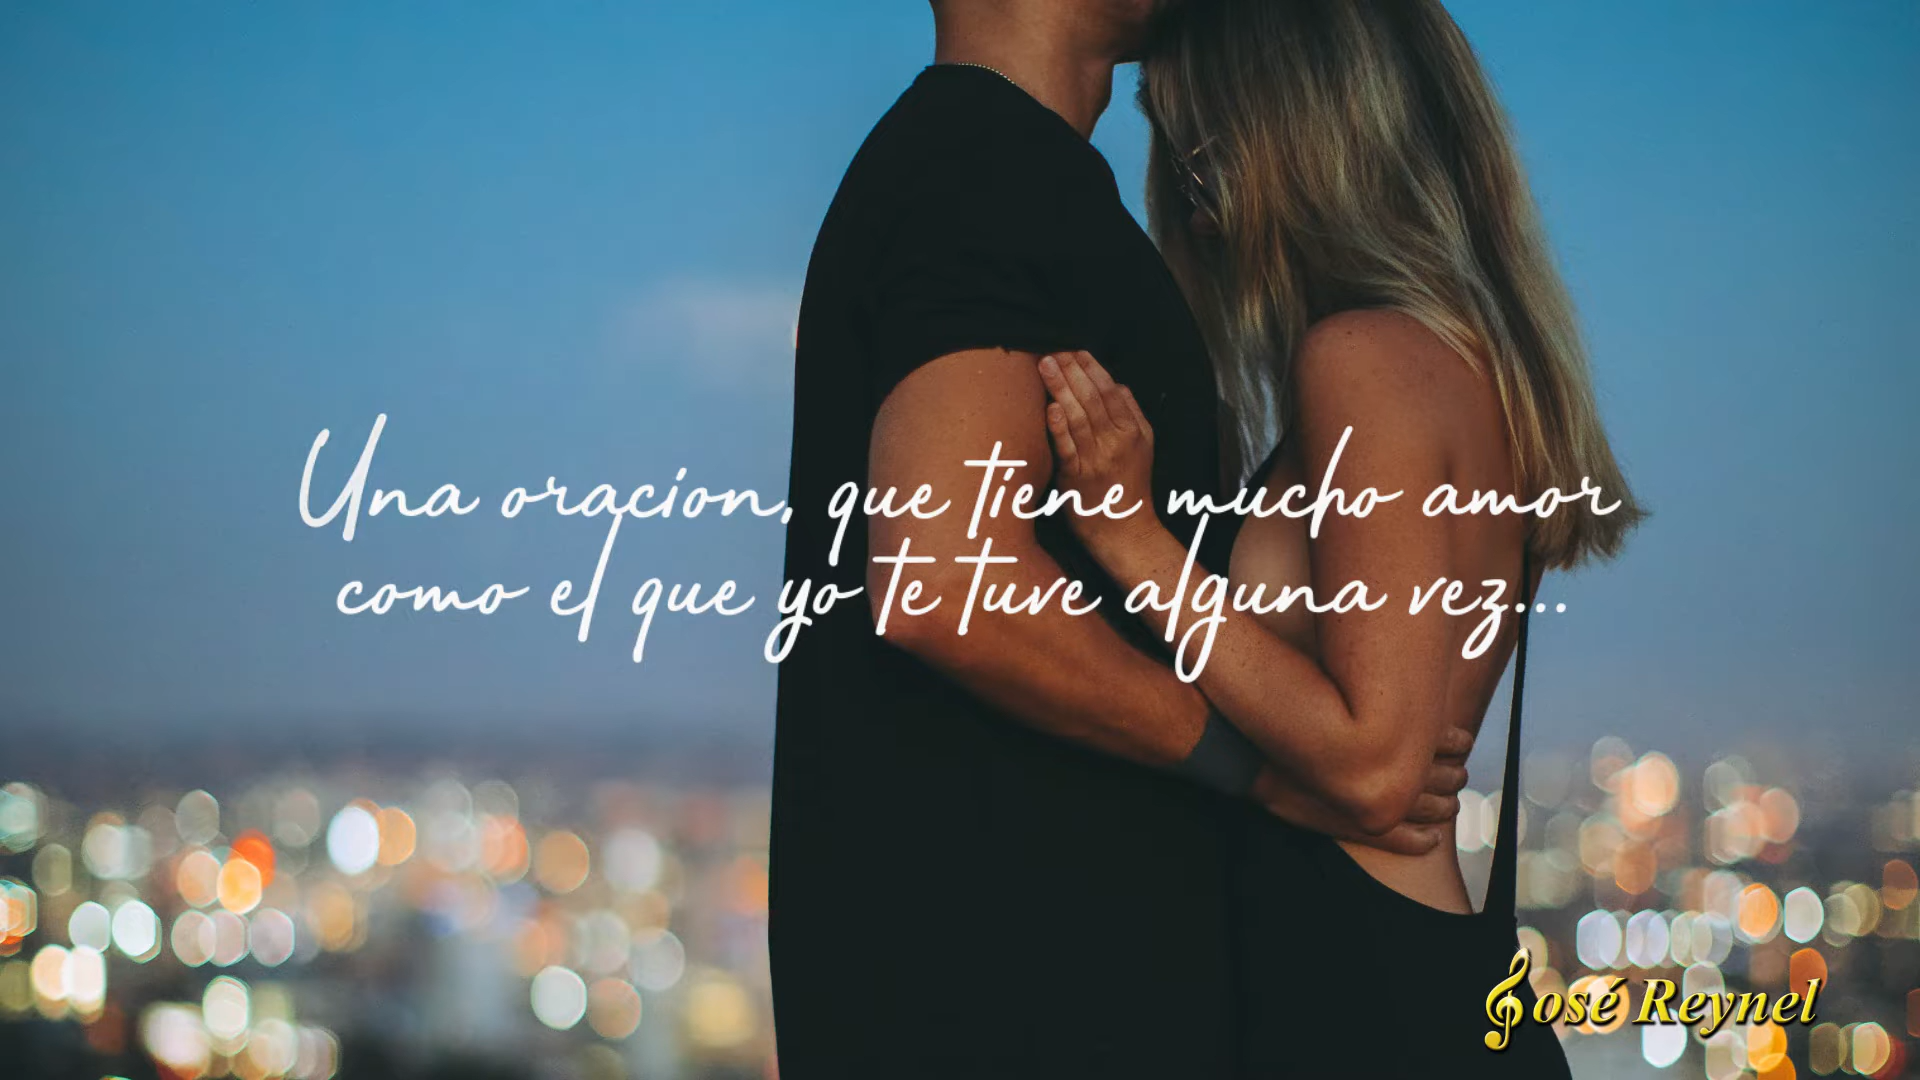 Una oracion, que tiene mucho amor
como el que yo te tuve alguna vez...
José Reynel